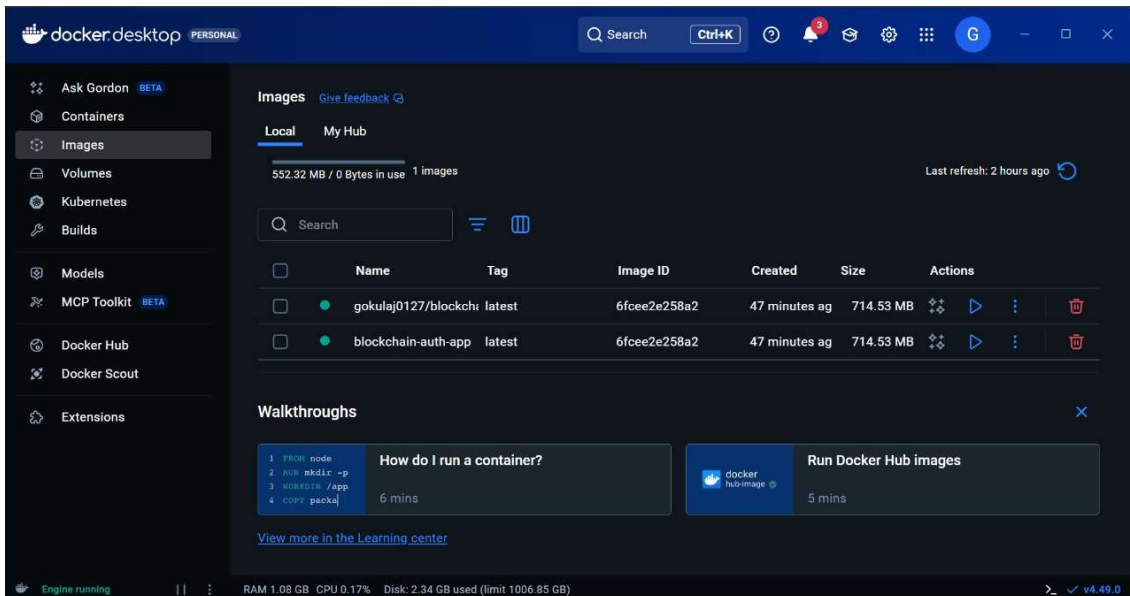 docker.desktop PERSONAL
Search Ctrl+K
3
G
Ask Gordon BETA
Containers
Images
Volumes
Kubernetes
Builds
Models
MCP Toolkit BETA
Docker Hub
Docker Scout
Extensions
Images Give feedback
Local My Hub
552.32 MB / 0 Bytes in use 1 images
Last refresh: 2 hours ago
Search
Name Tag Image ID Created Size Actions
gokulaj0127/blockcha latest 6fcee2e258a2 47 minutes ag 714.53 MB
blockchain-auth-app latest 6fcee2e258a2 47 minutes ag 714.53 MB
Walkthroughs
1 FROM node
2 RUN mkdir -p
3 WORKDIR /app
4 COPY packa
How do I run a container?
6 mins
docker
hub-image
Run Docker Hub images
5 mins
View more in the Learning center
Engine running
RAM 1.08 GB CPU 0.17% Disk: 2.34 GB used (limit 1006.85 GB)
v4.49.0